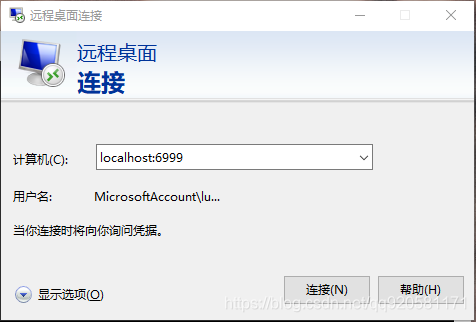 远程桌面连接
远程桌面
连接
计算机(C):
localhost:6999
用户名:
MicrosoftAccount\lu...
当你连接时将向你询问凭据。
显示选项(O)
连接(N)
帮助(H)
https://blog.csdn.net/qq920581171